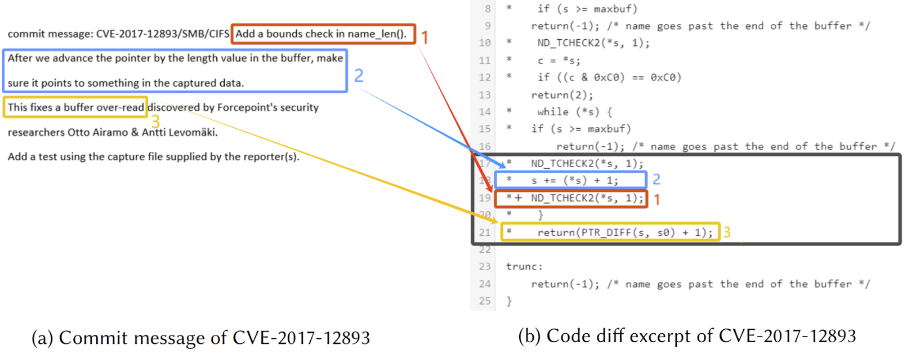 commit message: CVE-2017-12893/SMB/CIFS Add a bounds check in name_len(). 1
After we advance the pointer by the length value in the buffer, make
sure it points to something in the captured data. 2
This fixes a buffer over-read discovered by Forcepoint's security
3
researchers Otto Airamo & Antti Levomäki.
Add a test using the capture file supplied by the reporter(s).
(a) Commit message of CVE-2017-12893
8 * if (s >= maxbuf)
9 return(-1); /* name goes past the end of the buffer */
10 * ND_TCHECK2(*s, 1);
11 * c = *s;
12 * if ((c & 0xC0) == 0xC0)
13 return(2);
14 * while (*s) {
15 * if (s >= maxbuf)
16 return(-1); /* name goes past the end of the buffer */
17 * ND_TCHECK2(*s, 1);
18 * s += (*s) + 1; 2
19 *+ ND_TCHECK2(*s, 1); 1
20 * }
21 * return(PTR_DIFF(s, s0) + 1); 3
22
23 trunc:
24 return(-1); /* name goes past the end of the buffer */
25 }
(b) Code diff excerpt of CVE-2017-12893